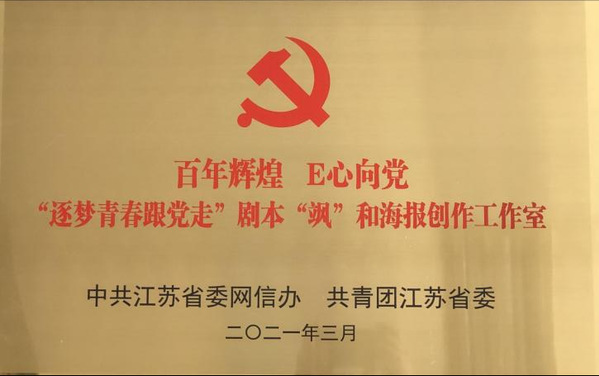 百年辉煌 E心向党
“逐梦青春跟党走”剧本“飒”和海报创作工作室
中共江苏省委网信办 共青团江苏省委
二〇二一年三月